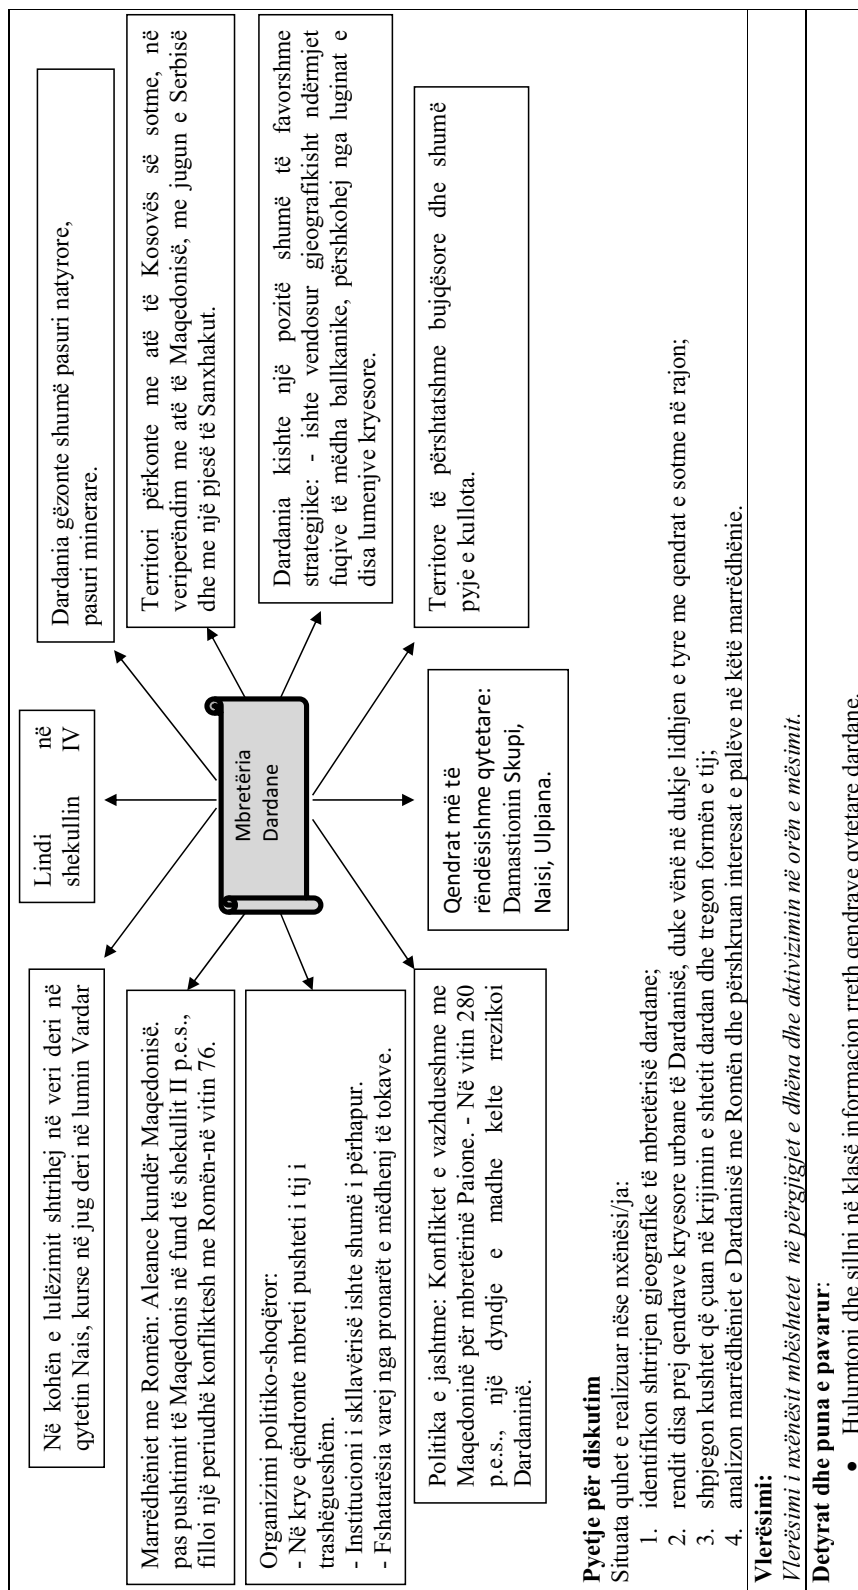 Në kohën e lulëzimit shtrihej në veri deri në
qytetin Nais, kurse në jug deri në lumin Vardar
Lindi në
shekullin IV
Dardania gëzonte shumë pasuri natyrore,
pasuri minerare.
Marrëdhëniet me Romën: Aleance kundër Maqedonisë.
pas pushtimit të Maqedonis në fund të shekullit II p.e.s.,
filloi një periudhë konfliktesh me Romën-në vitin 76.
Territori përkonte me atë të Kosovës së sotme, në
veriperëndim me atë të Maqedonisë, me jugun e Serbisë
dhe me një pjesë të Sanxhakut.
Mbretëria
Dardane
Organizimi politiko-shoqëror:
- Në krye qëndronte mbreti pushteti i tij i
trashëgueshëm.
- Institucioni i skllavërisë ishte shumë i përhapur.
- Fshatarësia varej nga pronarët e mëdhenj të tokave.
Dardania kishte një pozitë shumë të favorshme
strategjike: - ishte vendosur gjeografikisht ndërmjet
fuqive të mëdha ballkanike, përshkohej nga luginat e
disa lumenjve kryesore.
Politika e jashtme: Konfliktet e vazhdueshme me
Maqedoninë për mbretërinë Paione. - Në vitin 280
p.e.s., një dyndje e madhe kelte rrezikoi
Dardaninë.
Qendrat më të
rëndësishme qytetare:
Damastionin Skupi,
Naisi, Ulpiana.
Territore të përshtatshme bujqësore dhe shumë
pyje e kullota.
Pyetje për diskutim
Situata quhet e realizuar nëse nxënësi/ja:
1. identifikon shtrirjen gjeografike të mbretërisë dardane;
2. rendit disa prej qendrave kryesore urbane të Dardanisë, duke vënë në dukje lidhjen e tyre me qendrat e sotme në rajon;
3. shpjegon kushtet që çuan në krijimin e shtetit dardan dhe tregon formën e tij;
4. analizon marrëdhëniet e Dardanisë me Romën dhe përshkruan interesat e palëve në këtë marrëdhënie.
Vlerësimi:
Vlerësimi i nxënësit mbështetet në përgjigjet e dhëna dhe aktivizimin në orën e mësimit.
Detyrat dhe puna e pavarur:
• Hulumtoni dhe sillni në klasë informacion rreth qendrave qytetare dardane.